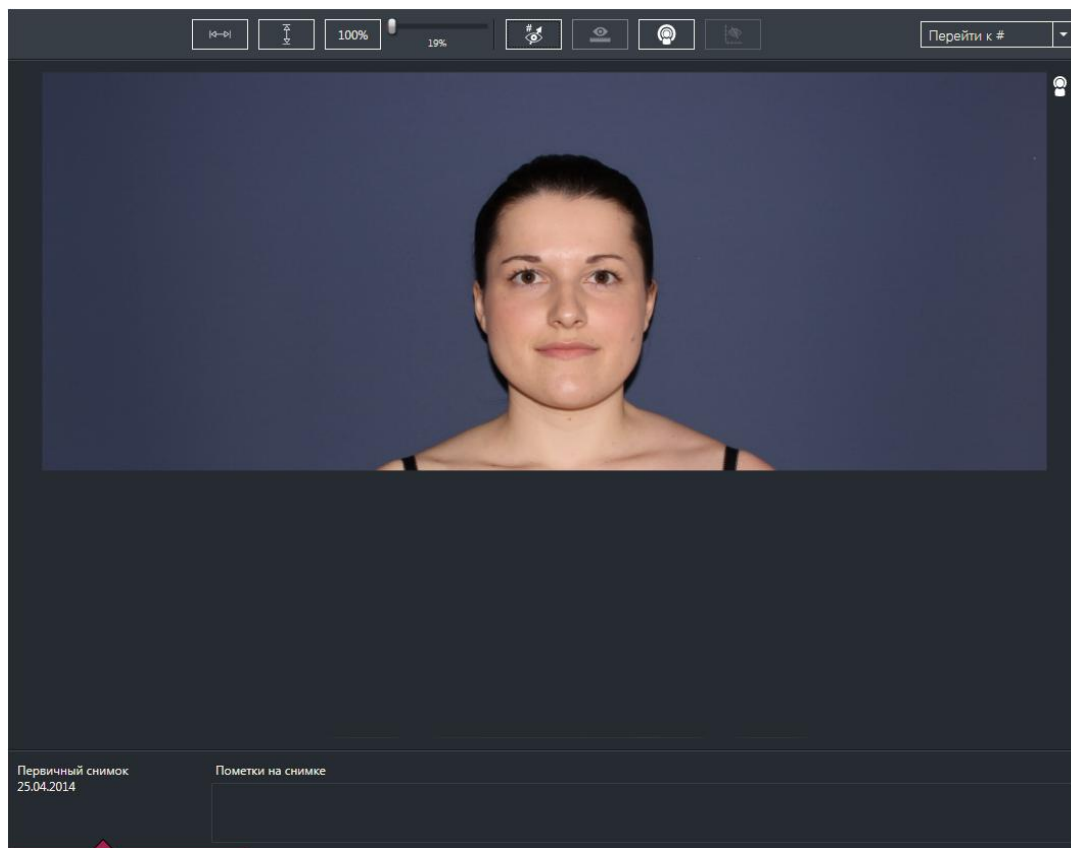 100%
19%
#
Перейти к #
Первичный снимок
25.04.2014
Пометки на снимке